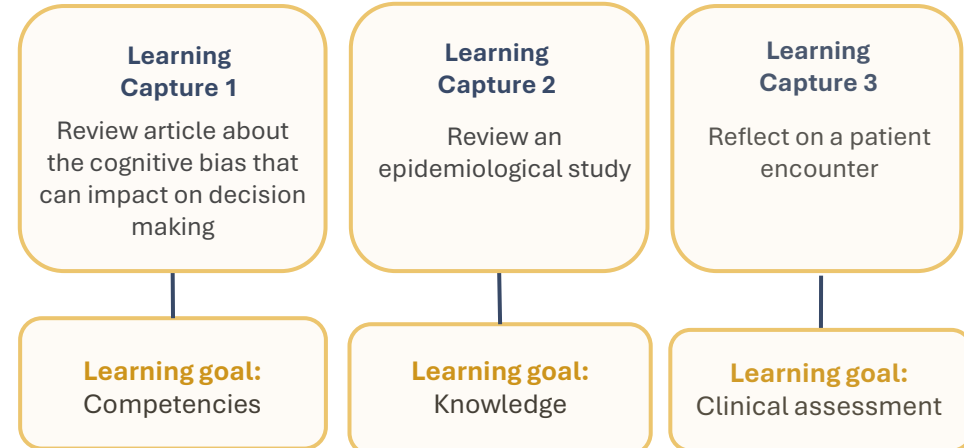 Learning
Capture 1
Review article about
the cognitive bias that
can impact on decision
making
Learning
Capture 2
Review an
epidemiological study
Learning
Capture 3
Reflect on a patient
encounter
Learning goal:
Competencies
Learning goal:
Knowledge
Learning goal:
Clinical assessment